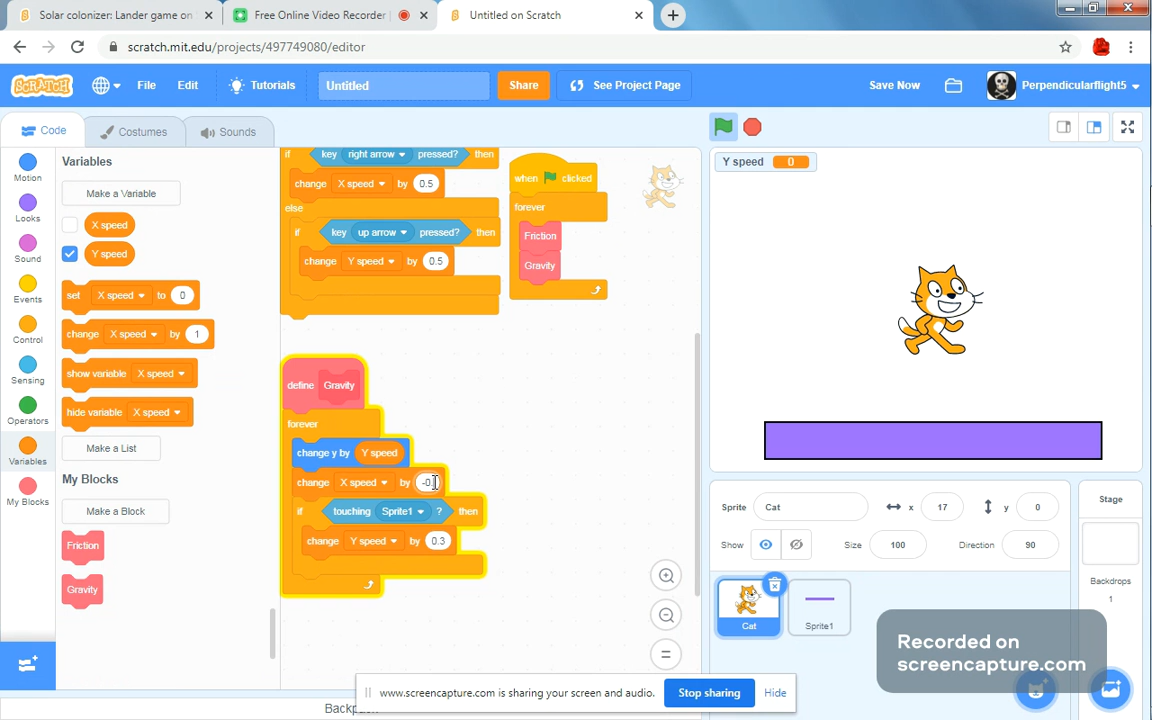 Solar colonizer: Lander game on
Free Online Video Recorder
Untitled on Scratch
scratch.mit.edu/projects/497749080/editor
SCRATCH
File
Edit
Tutorials
Untitled
Share
See Project Page
Save Now
Perpendicularflight5
Code
Costumes
Sounds
Motion
Looks
Sound
Events
Control
Sensing
Operators
Variables
My Blocks
Variables
Make a Variable
X speed
Y speed
set X speed to 0
change X speed by 1
show variable X speed
hide variable X speed
Make a List
My Blocks
Make a Block
Friction
Gravity
if key right arrow pressed? then
change X speed by 0.5
else
if key up arrow pressed? then
change Y speed by 0.5
when clicked
forever
Friction
Gravity
define Gravity
forever
change y by Y speed
change X speed by -0.
if touching Sprite1 ? then
change Y speed by 0.3
Y speed 0
Sprite
Cat
x 17
y 0
Show
Size 100
Direction 90
Cat
Sprite1
Stage
Backdrops
1
Recorded on
screencapture.com
www.screencapture.com is sharing your screen and audio.
Stop sharing
Hide